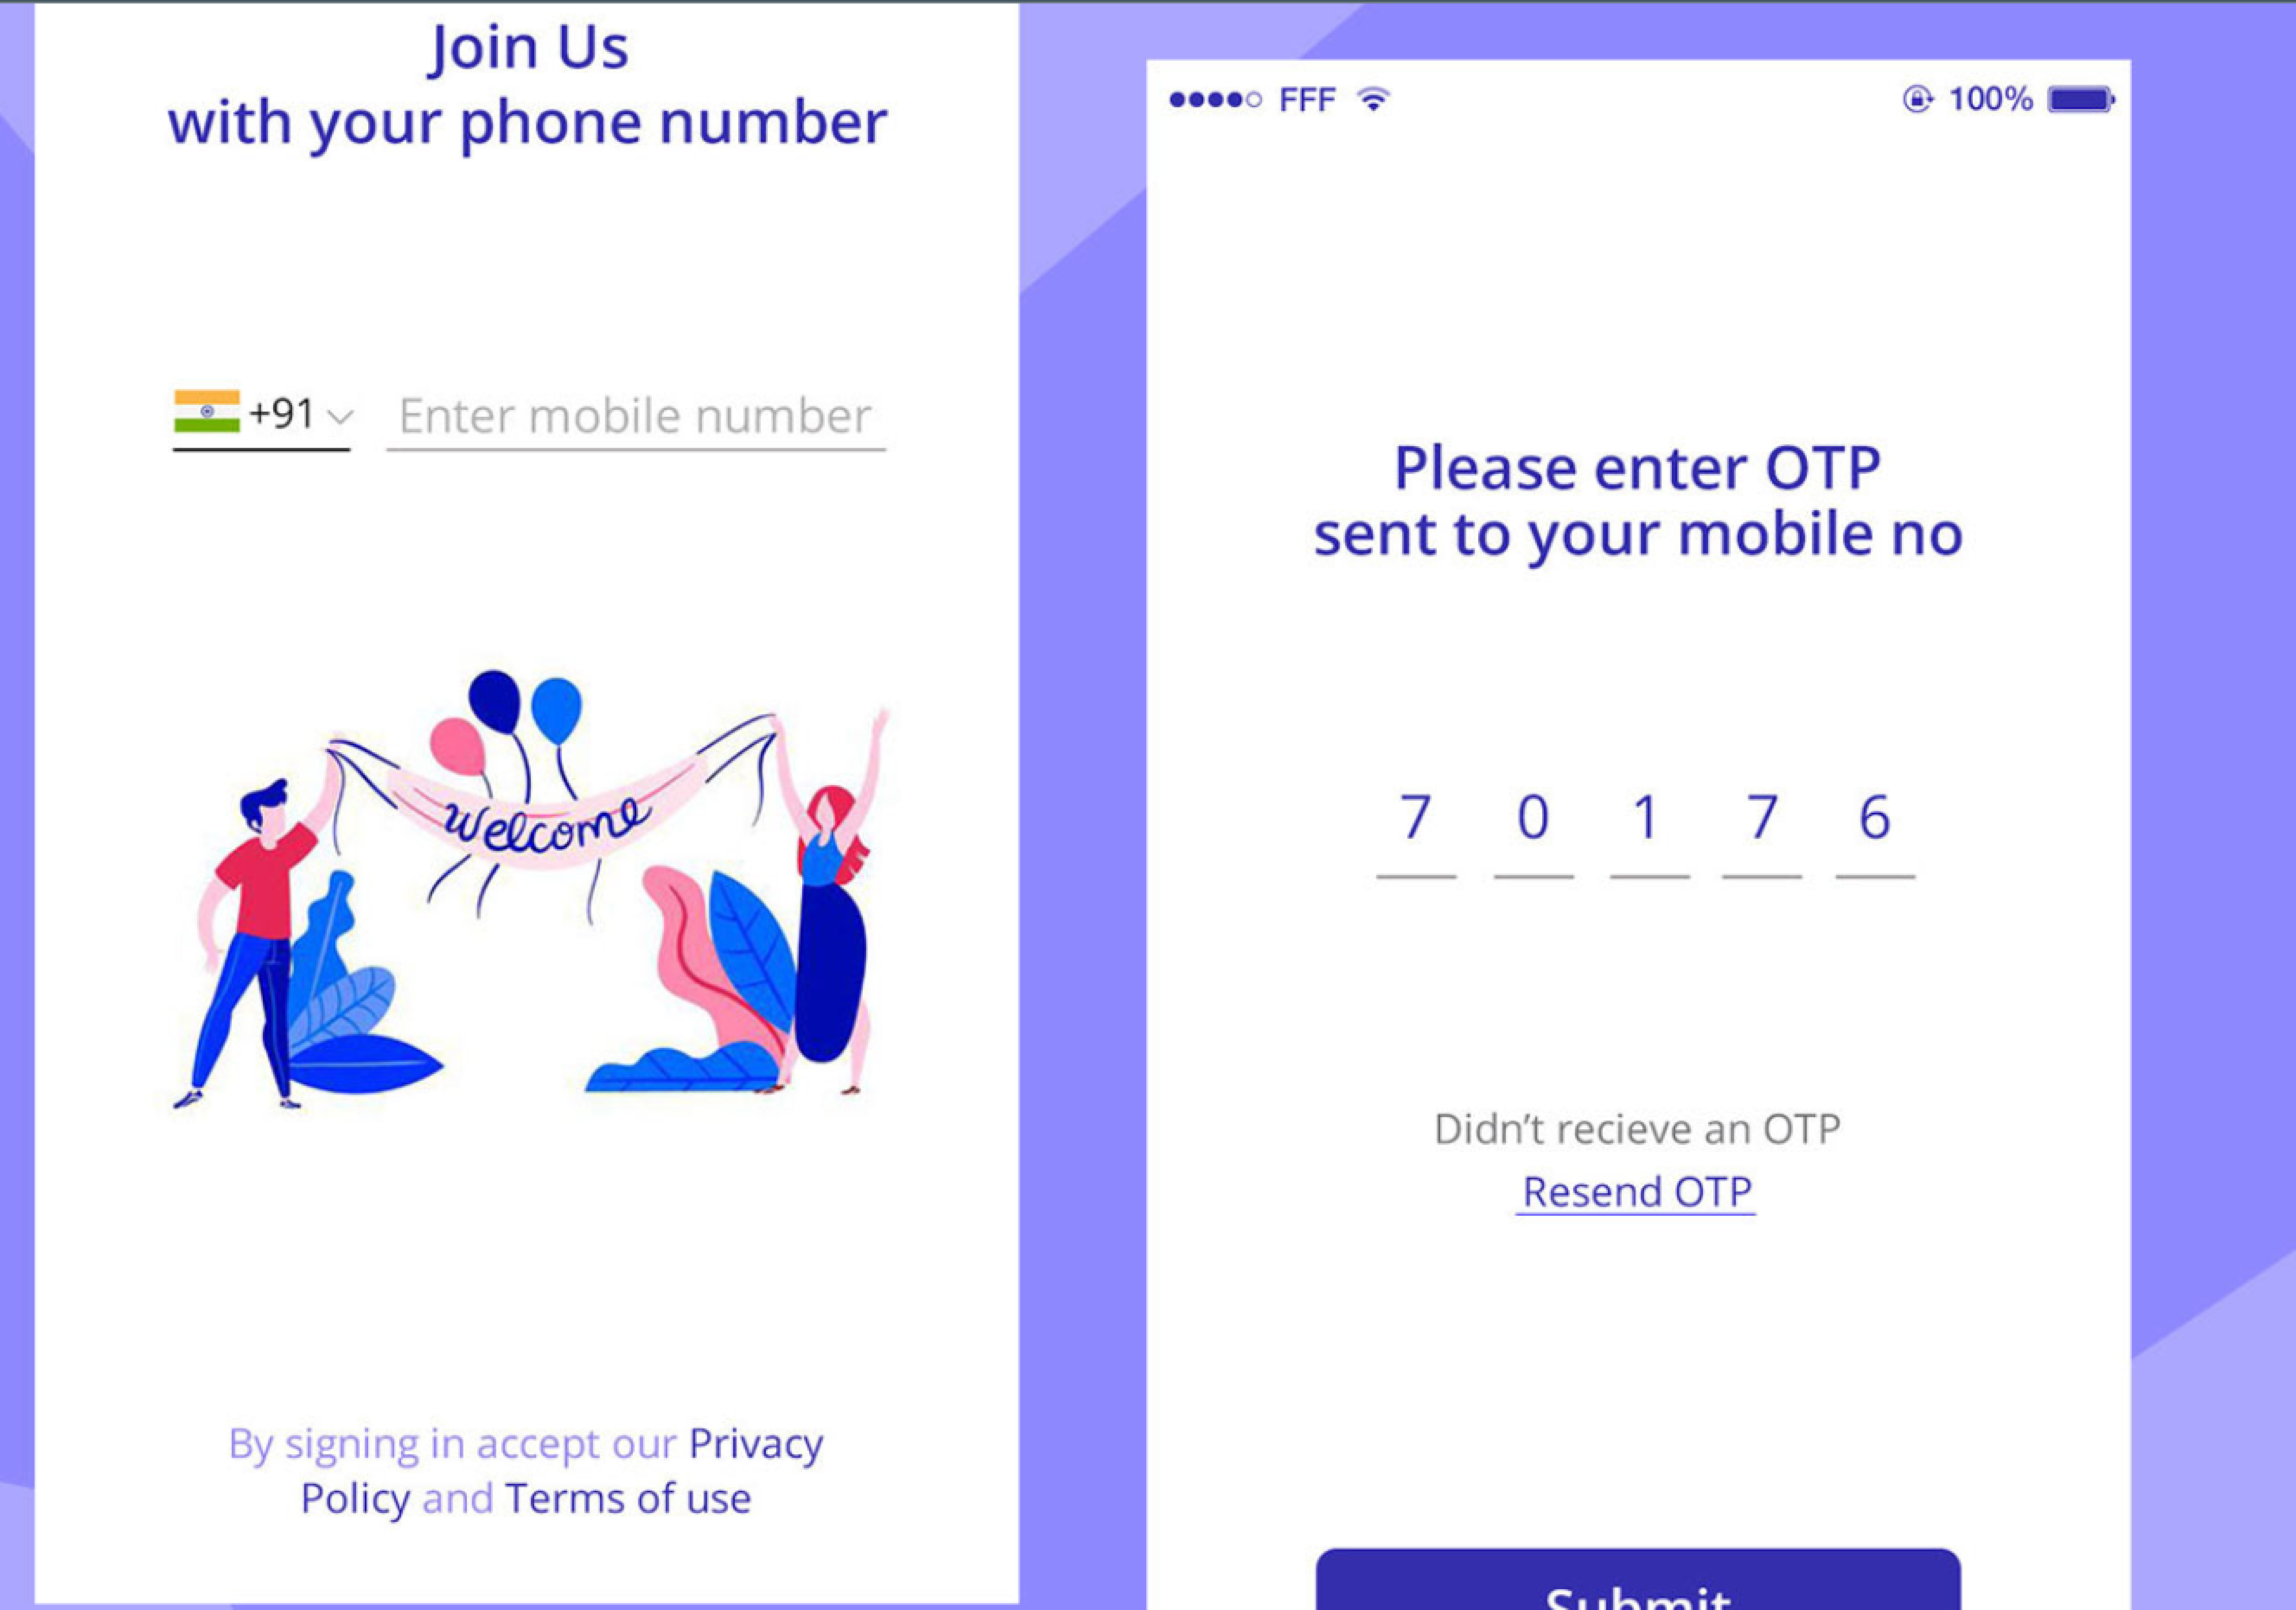 Join Us
with your phone number
+91 Enter mobile number
welcome
By signing in accept our Privacy
Policy and Terms of use
FFF 100%
Please enter OTP
sent to your mobile no
7 0 1 7 6
Didn’t recieve an OTP
Resend OTP
Submit